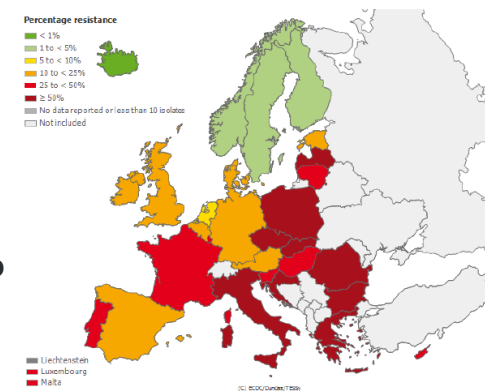 Percentage resistance
< 1%
1 to < 5%
5 to < 10%
10 to < 25%
25 to < 50%
≥ 50%
No data reported or less than 10 isolates
Not included
Liechtenstein
Luxembourg
Malta
(C) ECDC/Dundas/TESSy